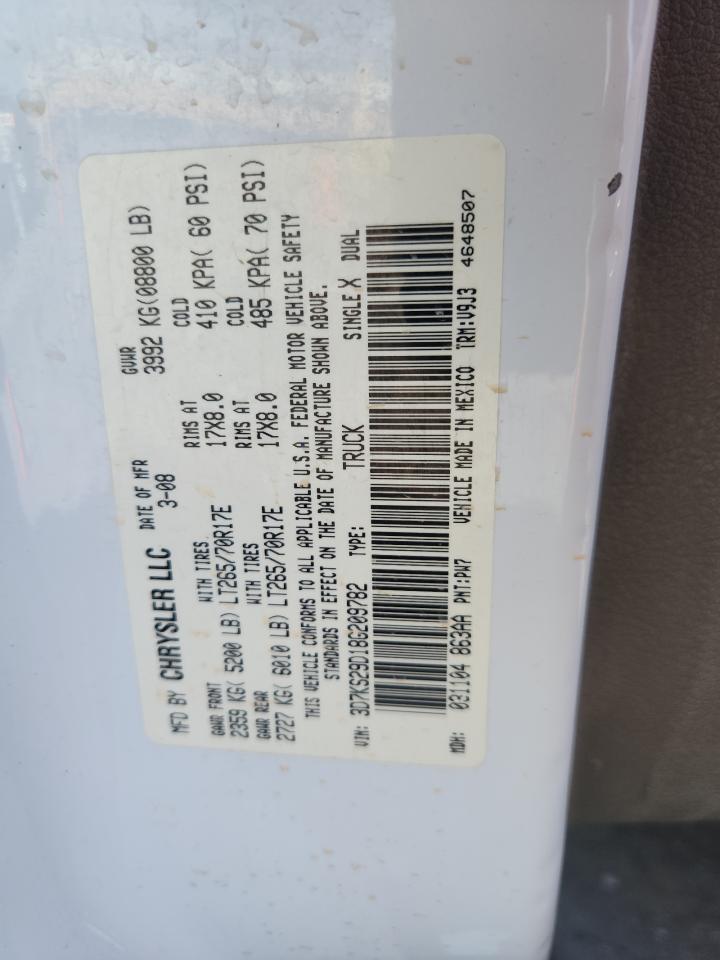 MFD BY CHRYSLER LLC DATE OF MFR 3-08 GVWR 3992 KG(08800 LB)
GAWR FRONT WITH TIRES RIMS AT COLD
2359 KG( 5200 LB) LT265/70R17E 17X8.0 410 KPA( 60 PSI)
GAWR REAR WITH TIRES RIMS AT COLD
2727 KG( 6010 LB) LT265/70R17E 17X8.0 485 KPA( 70 PSI)
THIS VEHICLE CONFORMS TO ALL APPLICABLE U.S.A. FEDERAL MOTOR VEHICLE SAFETY
STANDARDS IN EFFECT ON THE DATE OF MANUFACTURE SHOWN ABOVE.
VIN: 3D7KS29D18G209782 TYPE: TRUCK SINGLE X DUAL
MDH: 031104 863AA PNT:PW7 VEHICLE MADE IN MEXICO TRM:V9J3 4648507